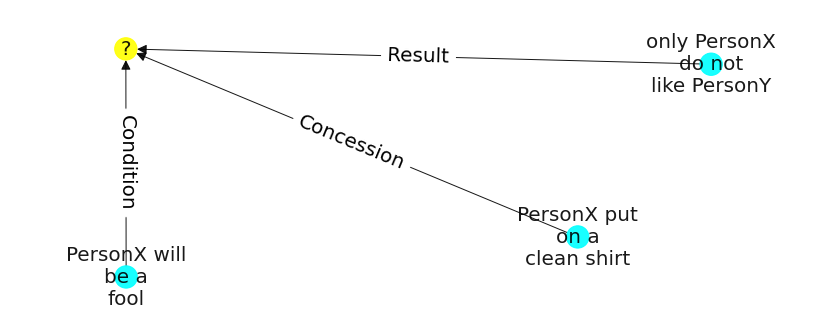 ?
Result
only PersonX
do not
like PersonY
Concession
Condition
PersonX put
on a
clean shirt
PersonX will
be a
fool